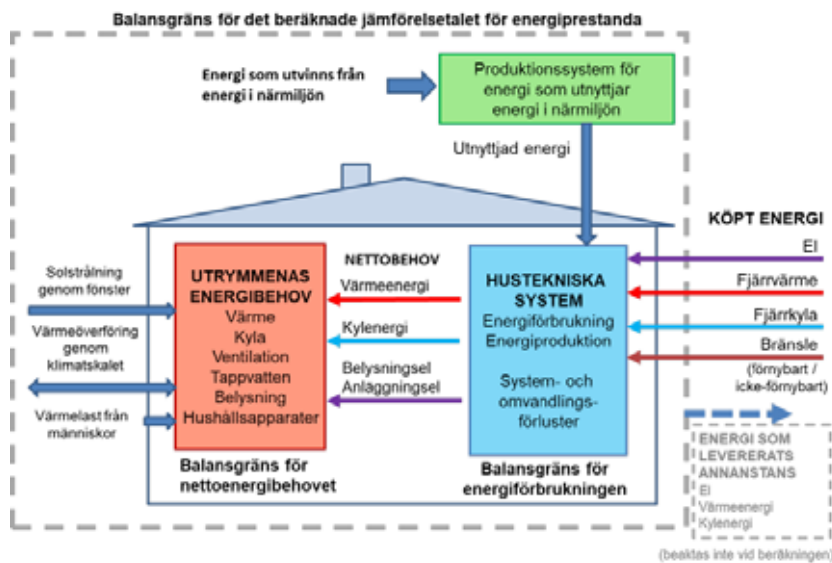 Balansgräns för det beräknade jämförelsetalet för energiprestanda
Energi som utvinns från
energi i närmiljön
Produktionssystem för
energi som utnyttjar
energi i närmiljön
Utnyttjad energi
KÖPT ENERGI
El
Fjärrvärme
Fjärrkyla
Bränsle
(förnybart /
icke-förnybart)
Solstrålning
genom fönster
Värmeöverföring
genom
klimatskalet
Värmelast från
människor
UTRYMMENAS
ENERGIBEHOV
Värme
Kyla
Ventilation
Tappvatten
Belysning
Hushållsapparater
Balansgräns för
nettoenergibehovet
NETTOBEHOV
Värmeenergi
Kylenergi
Belysningsel
Anläggningsel
HUSTEKNISKA
SYSTEM
Energiförbrukning
Energiproduktion
System- och
omvandlings-
förluster
Balansgräns för
energiförbrukningen
ENERGI SOM
LEVERERATS
ANNANSTANS
El
Värmeenergi
Kylenergi
(beaktas inte vid beräkningen)